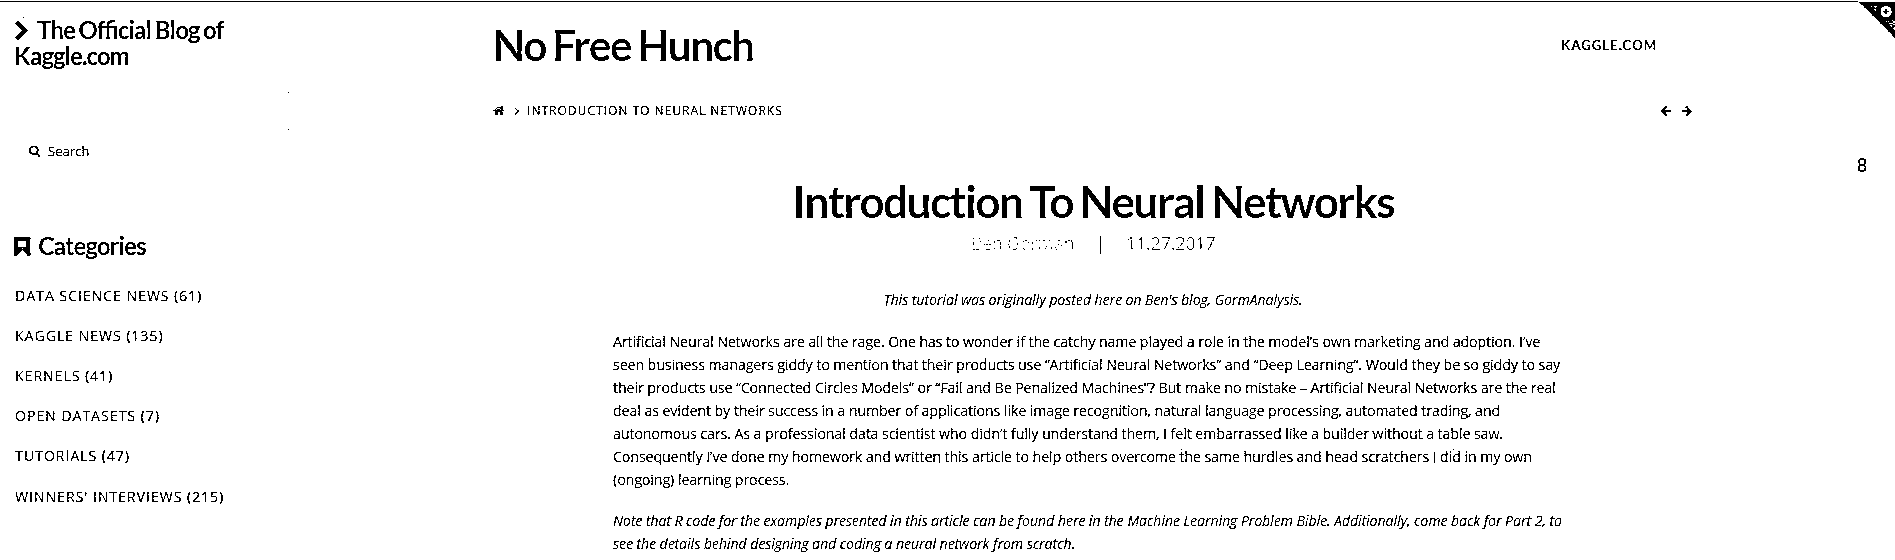 The Official Blog of
Kaggle.com
Search
Categories
DATA SCIENCE NEWS (61)
KAGGLE NEWS (135)
KERNELS (41)
OPEN DATASETS (7)
TUTORIALS (47)
WINNERS' INTERVIEWS (215)
No Free Hunch
KAGGLE.COM
> INTRODUCTION TO NEURAL NETWORKS
8
Introduction To Neural Networks
Ben Gorman | 11.27.2017
This tutorial was originally posted here on Ben's blog, GormAnalysis.
Artificial Neural Networks are all the rage. One has to wonder if the catchy name played a role in the model's own marketing and adoption. I've
seen business managers giddy to mention that their products use “Artificial Neural Networks” and “Deep Learning”. Would they be so giddy to say
their products use “Connected Circles Models” or “Fail and Be Penalized Machines”? But make no mistake – Artificial Neural Networks are the real
deal as evident by their success in a number of applications like image recognition, natural language processing, automated trading, and
autonomous cars. As a professional data scientist who didn't fully understand them, I felt embarrassed like a builder without a table saw.
Consequently I've done my homework and written this article to help others overcome the same hurdles and head scratchers I did in my own
(ongoing) learning process.
Note that R code for the examples presented in this article can be found here in the Machine Learning Problem Bible. Additionally, come back for Part 2, to
see the details behind designing and coding a neural network from scratch.